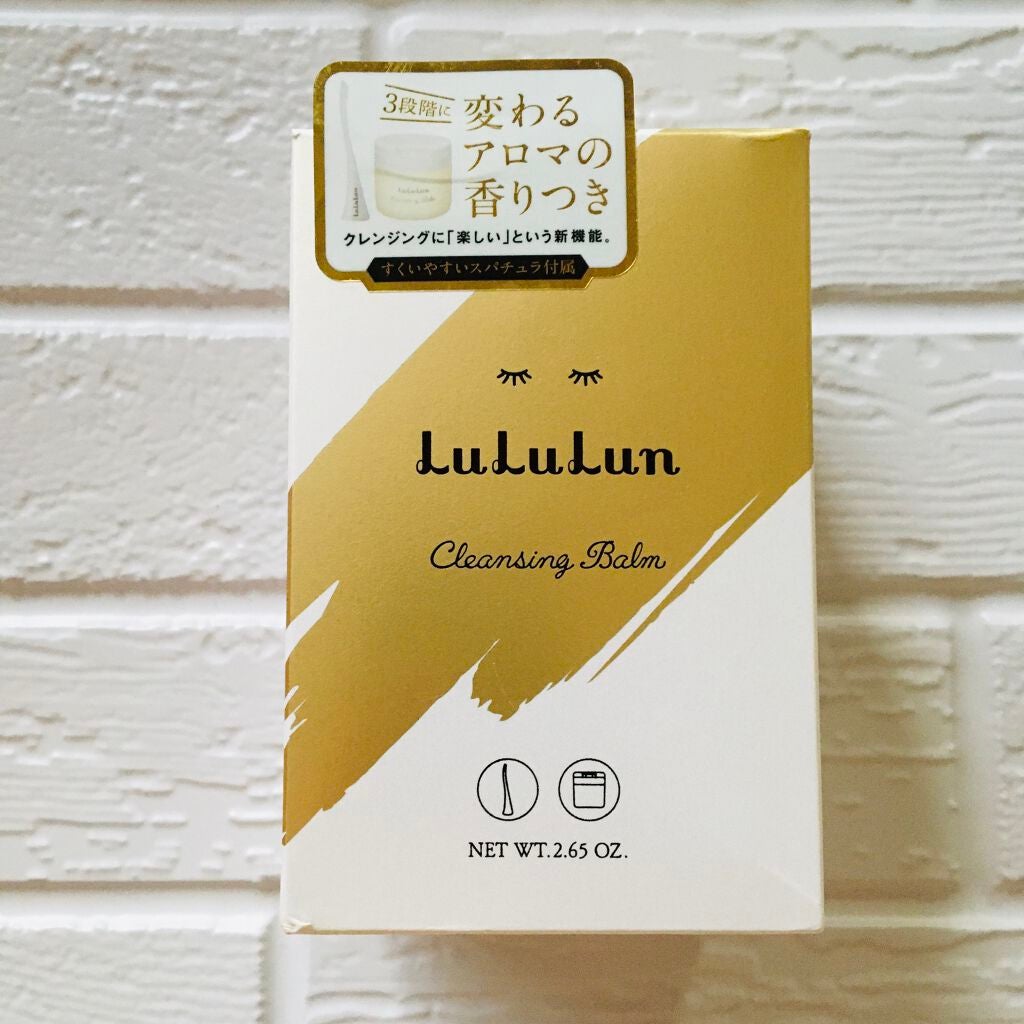 3段階に
変わる
アロマの
香りつき
LuLuLun
LuLuLun
クレンジングに「楽しい」という新機能。
すくいやすいスパチュラ付属
LuLuLun
Cleansing Balm
NET WT.2.65 OZ.